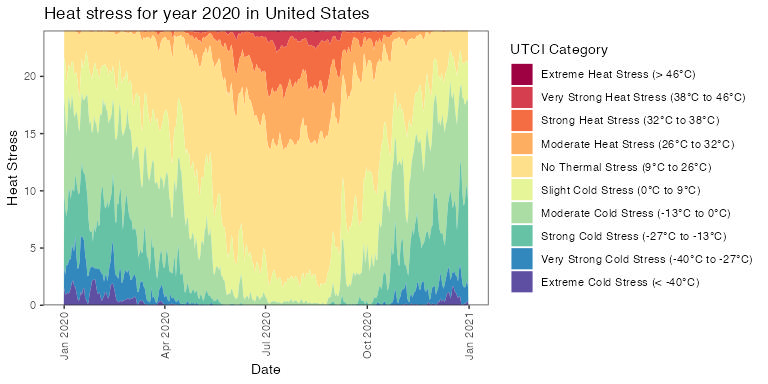 Heat stress for year 2020 in United States
Heat Stress
20
15
10
5
0
Jan 2020
Apr 2020
Jul 2020
Oct 2020
Jan 2021
Date
UTCI Category
Extreme Heat Stress (> 46°C)
Very Strong Heat Stress (38°C to 46°C)
Strong Heat Stress (32°C to 38°C)
Moderate Heat Stress (26°C to 32°C)
No Thermal Stress (9°C to 26°C)
Slight Cold Stress (0°C to 9°C)
Moderate Cold Stress (-13°C to 0°C)
Strong Cold Stress (-27°C to -13°C)
Very Strong Cold Stress (-40°C to -27°C)
Extreme Cold Stress (< -40°C)